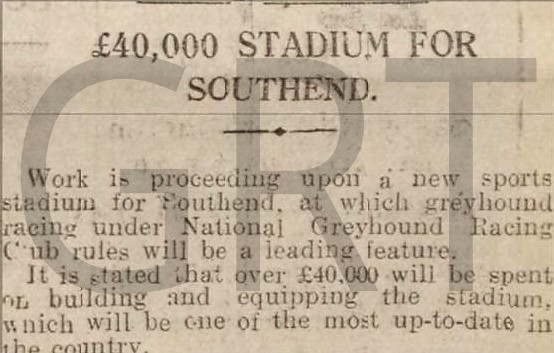 £40,000 STADIUM FOR
SOUTHEND.
GRT
Work is proceeding upon a new sports
stadium for Southend, at which greyhound
racing under National Greyhound Racing
Club rules will be a leading feature.
It is stated that over £40,000 will be spent
on building and equipping the stadium,
which will be one of the most up-to-date in
the country.